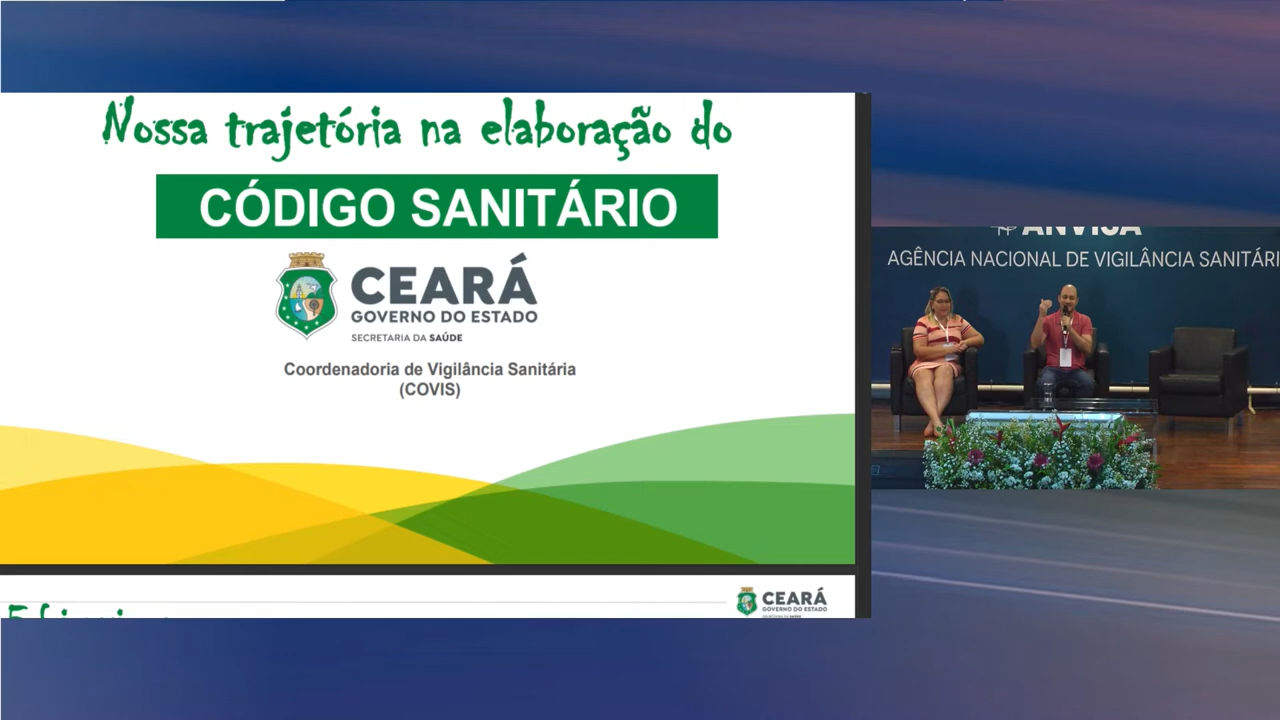 Nossa trajetória na elaboração do
CÓDIGO SANITÁRIO
CEARÁ
GOVERNO DO ESTADO
SECRETARIA DA SAÚDE
Coordenadoria de Vigilância Sanitária
(COVIS)
ANVISA
AGÊNCIA NACIONAL DE VIGILÂNCIA SANITÁRI
CEARÁ
GOVERNO DO ESTADO